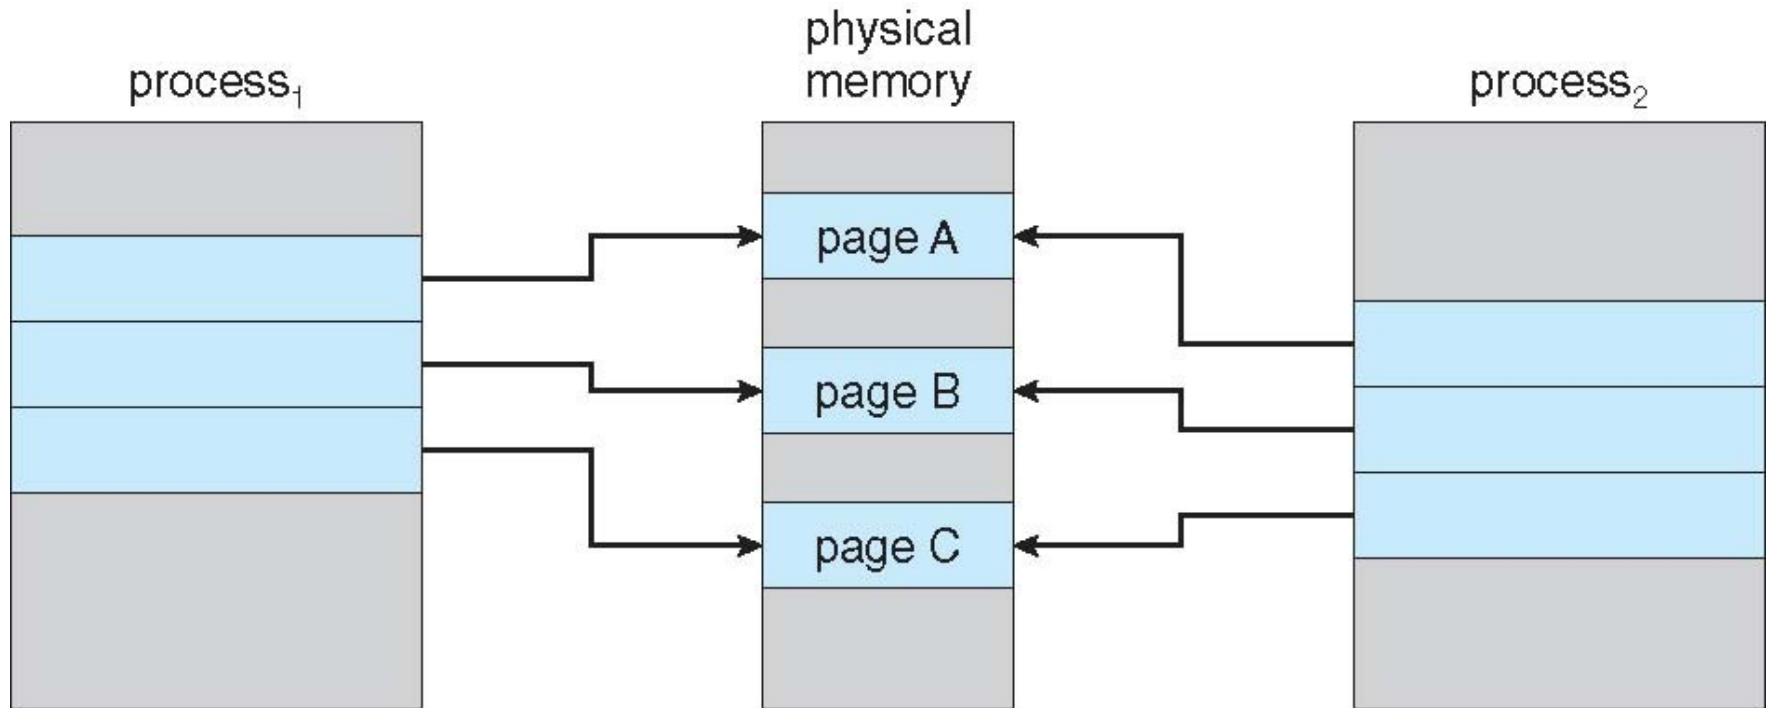 process₁
physical
memory
process₂
page A
page B
page C